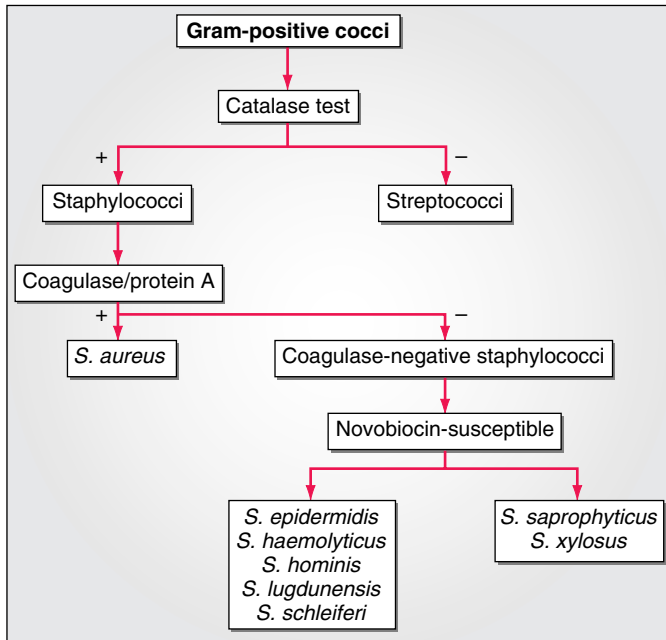 Gram-positive cocci
Catalase test
+
–
Staphylococci
Streptococci
Coagulase/protein A
+
–
S. aureus
Coagulase-negative staphylococci
Novobiocin-susceptible
S. epidermidis
S. haemolyticus
S. hominis
S. lugdunensis
S. schleiferi
S. saprophyticus
S. xylosus